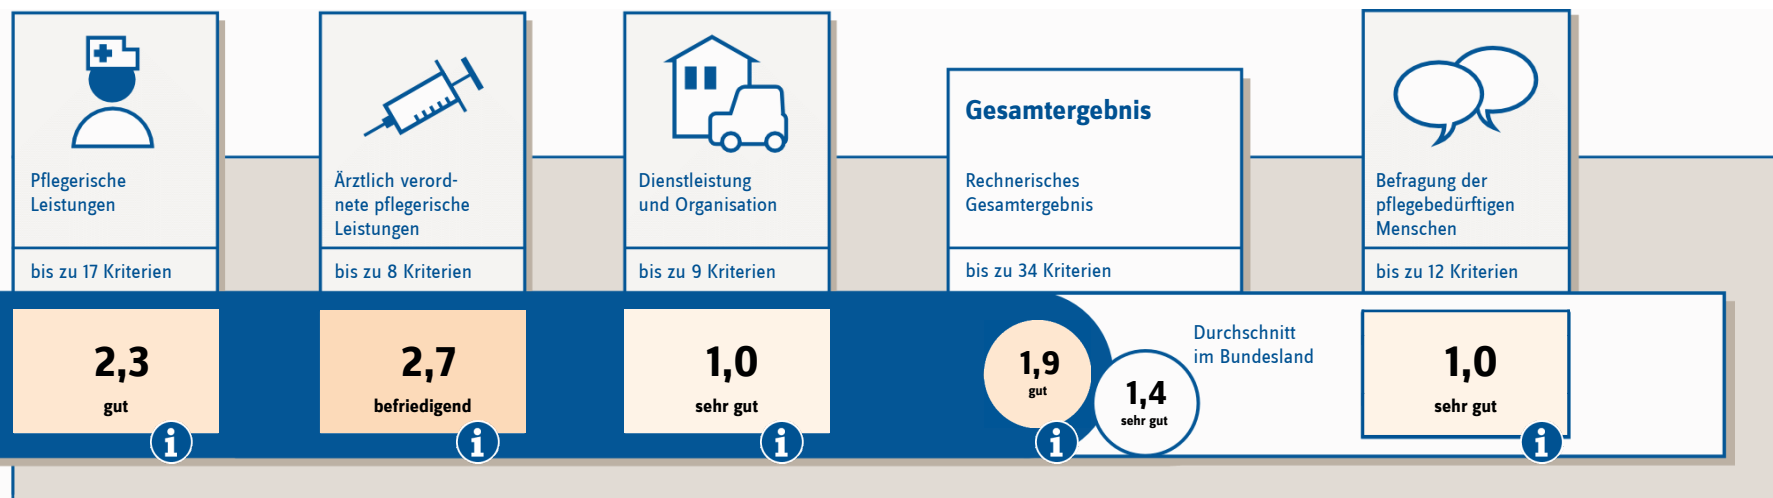 Pflegerische
Leistungen
bis zu 17 Kriterien
2,3
gut
i
Ärztlich verord-
nete pflegerische
Leistungen
bis zu 8 Kriterien
2,7
befriedigend
i
Dienstleistung
und Organisation
bis zu 9 Kriterien
1,0
sehr gut
i
Gesamtergebnis
Rechnerisches
Gesamtergebnis
bis zu 34 Kriterien
1,9
gut
i
1,4
sehr gut
Durchschnitt
im Bundesland
Befragung der
pflegebedürftigen
Menschen
bis zu 12 Kriterien
1,0
sehr gut
i